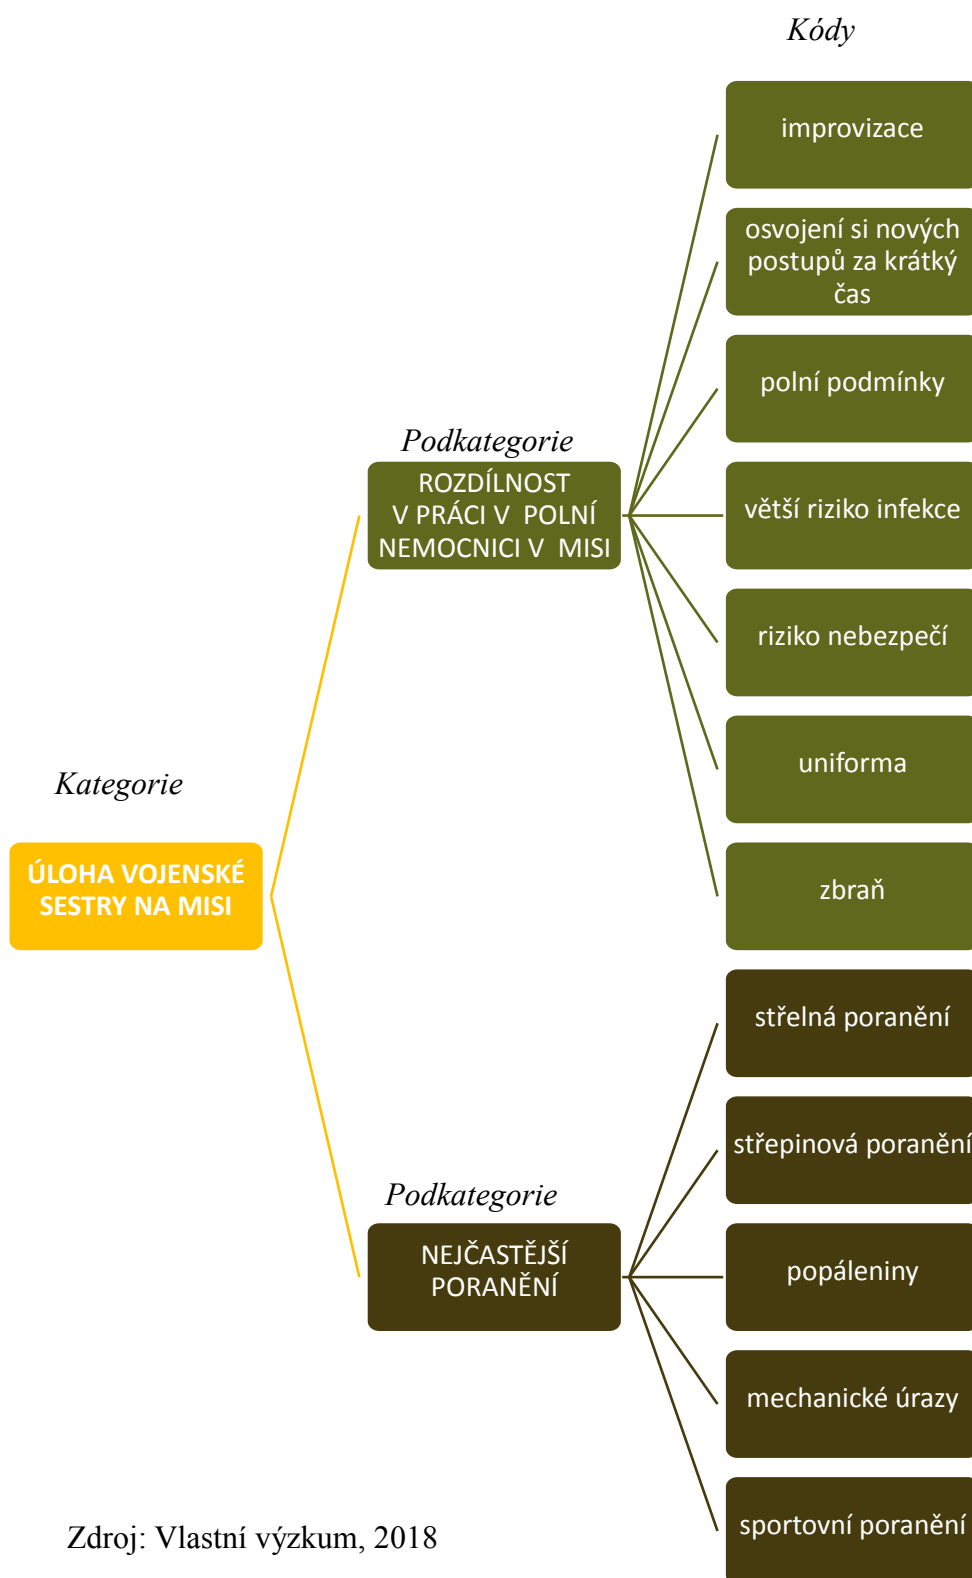 Kódy
improvizace
osvojení si nových
postupů za krátký
čas
polní podmínky
Podkategorie
ROZDÍLNOST
V PRÁCI V POLNÍ
NEMOCNICI V MISI
větší riziko infekce
riziko nebezpečí
uniforma
Kategorie
ÚLOHA VOJENSKÉ
SESTRY NA MISI
zbraň
střelná poranění
střepinová poranění
Podkategorie
NEJČASTĚJŠÍ
PORANĚNÍ
popáleniny
mechanické úrazy
sportovní poranění
Zdroj: Vlastní výzkum, 2018